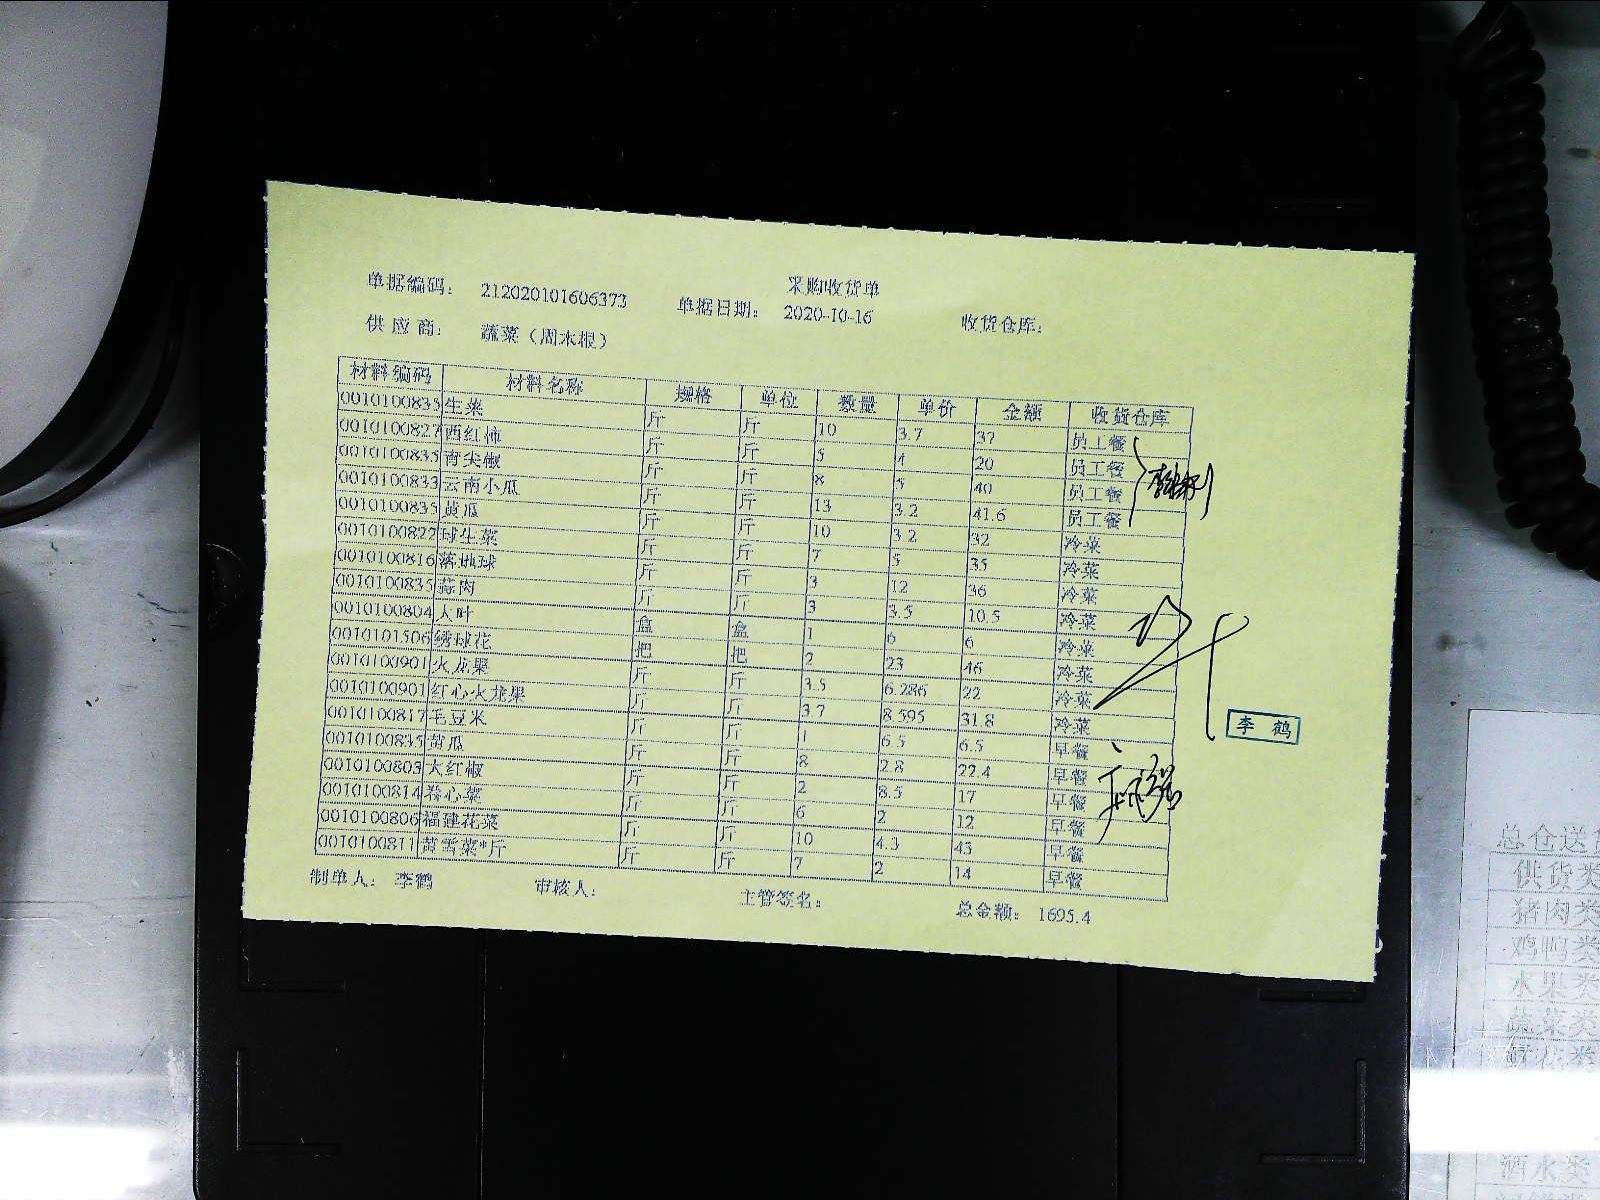 采购收货单
单据编码： 212020101606373 单据日期： 2020-10-16 收货仓库：
供应商： 蔬菜（周木根）
材料编码 材料名称 规格 单位 数量 单价 金额 收货仓库
0010100835 生菜 斤 斤 10 3.7 37 员工餐
0010100827 西红柿 斤 斤 5 4 20 员工餐
0010100835 青尖椒 斤 斤 8 5 40 员工餐
0010100833 云南小瓜 斤 斤 13 3.2 41.6 员工餐
0010100835 黄瓜 斤 斤 10 3.2 32 冷菜
0010100822 球生菜 斤 斤 7 5 35 冷菜
0010100816 落地球 斤 斤 3 12 36 冷菜
0010100835 蒜肉 斤 斤 3 3.5 10.5 冷菜
0010100804 大叶 盒 盒 1 6 6 冷菜
0010101506 绣球花 把 把 2 23 46 冷菜
0010100901 火龙果 斤 斤 3.5 6.286 22 冷菜
0010100901 红心火龙果 斤 斤 3.7 8.595 31.8 冷菜
0010100817 毛豆米 斤 斤 1 6.5 6.5 早餐
0010100835 黄瓜 斤 斤 8 2.8 22.4 早餐
0010100803 大红椒 斤 斤 2 8.5 17 早餐
0010100814 卷心菜 斤 斤 6 2 12 早餐
0010100806 福建花菜 斤 斤 10 4.3 43 早餐
0010100811 黄雪菜*斤 斤 斤 7 2 14 早餐
制单人： 李鹤 审核人： 主管签名： 总金额： 1695.4
李 鹤
总仓送货
供货类
猪肉类
鸡鸭类
水果类
蔬菜类
酒水类